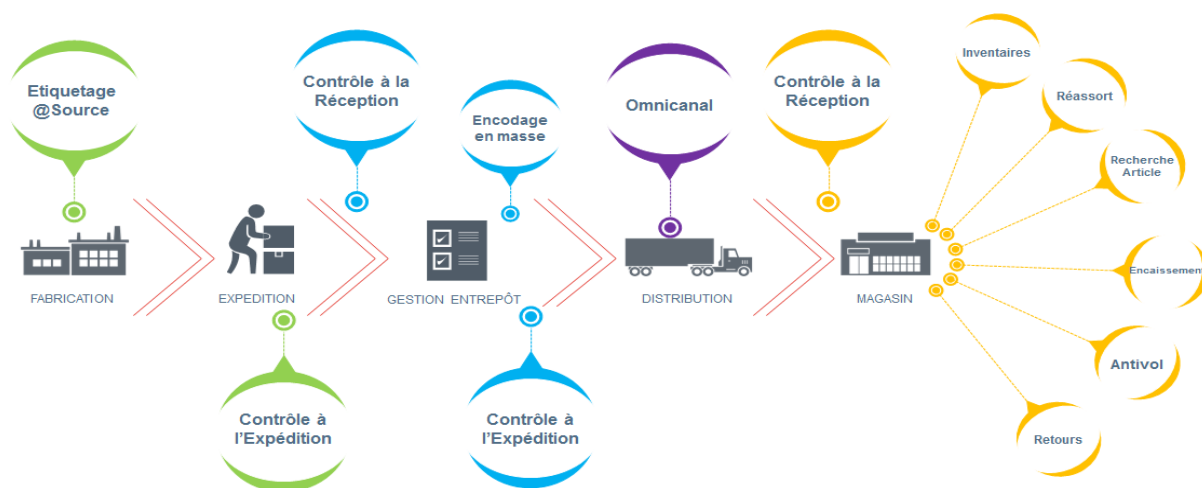 Etiquetage
@Source
Contrôle à la
Réception
Encodage
en masse
Omnicanal
Contrôle à la
Réception
Inventaires
Réassort
Recherche
Article
Encaissement
Antivol
Retours
FABRICATION
EXPEDITION
GESTION ENTREPÔT
DISTRIBUTION
MAGASIN
Contrôle à
l'Expédition
Contrôle à
l'Expédition